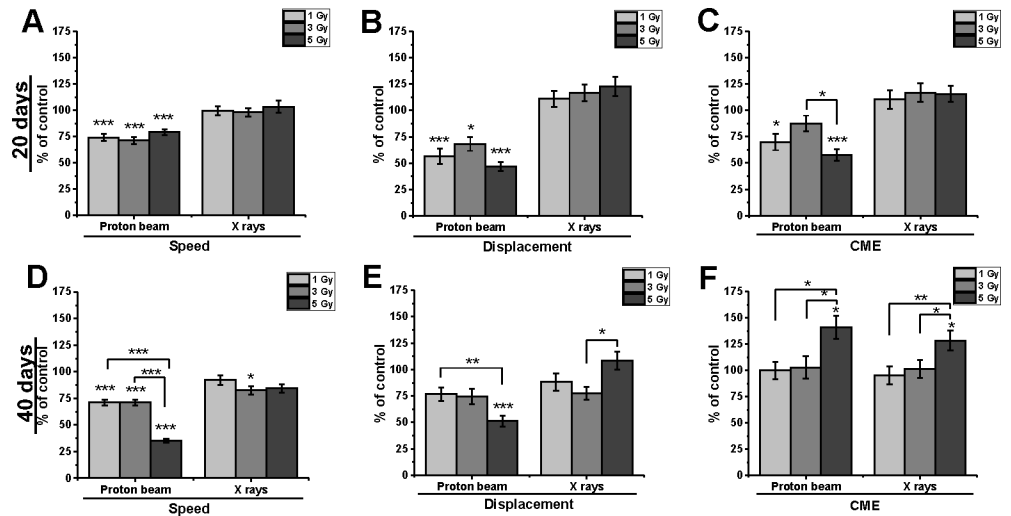 A
1 Gy
3 Gy
5 Gy
20 days
% of control
175
150
125
100
75
50
25
0
*** *** ***
Proton beam X rays
Speed
B
1 Gy
3 Gy
5 Gy
% of control
175
150
125
100
75
50
25
0
*** * ***
Proton beam X rays
Displacement
C
1 Gy
3 Gy
5 Gy
% of control
175
150
125
100
75
50
25
0
*
* ***
Proton beam X rays
CME
D
1 Gy
3 Gy
5 Gy
40 days
% of control
175
150
125
100
75
50
25
0
***
***
*** *** *** *
Proton beam X rays
Speed
E
1 Gy
3 Gy
5 Gy
% of control
175
150
125
100
75
50
25
0
** *
***
Proton beam X rays
Displacement
F
1 Gy
3 Gy
5 Gy
% of control
175
150
125
100
75
50
25
0
* **
* *
* *
Proton beam X rays
CME